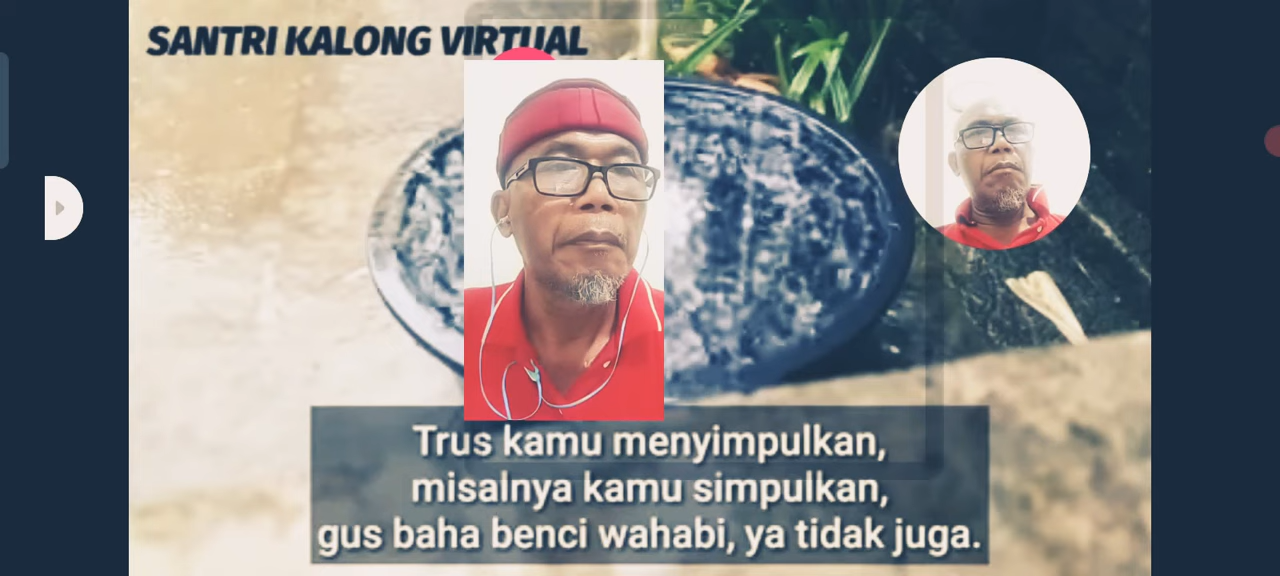 SANTRI KALONG VIRTUAL
Trus kamu menyimpulkan,
misalnya kamu simpulkan,
gus baha benci wahabi, ya tidak juga.